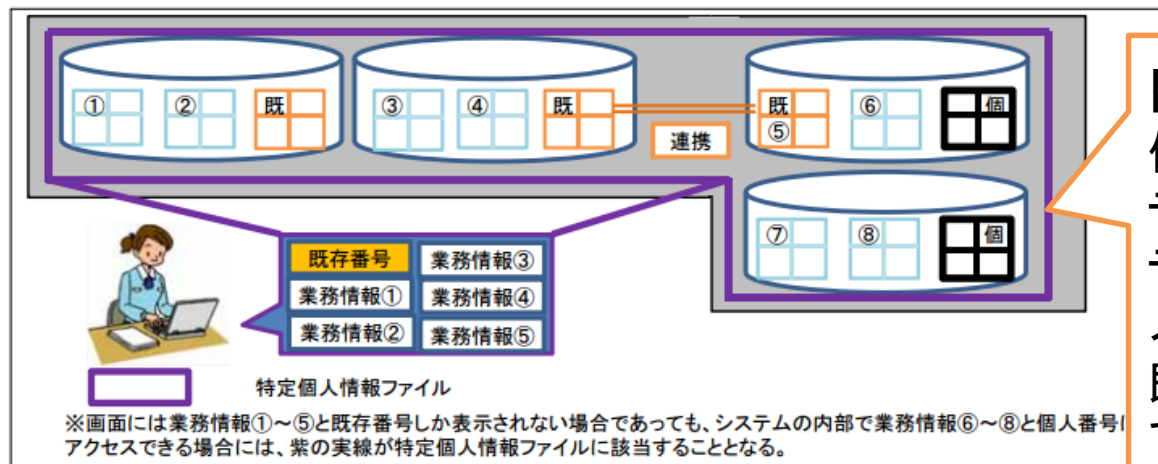 ① ② 既 ③ ④ 既 既 ⑥ 個
⑤
連携
⑦ ⑧ 個
既存番号 業務情報③
業務情報① 業務情報④
業務情報② 業務情報⑤
特定個人情報ファイル
※画面には業務情報①～⑤と既存番号しか表示されない場合であっても、システムの内部で業務情報⑥～⑧と個人番号
アクセスできる場合には、紫の実線が特定個人情報ファイルに該当することとなる。